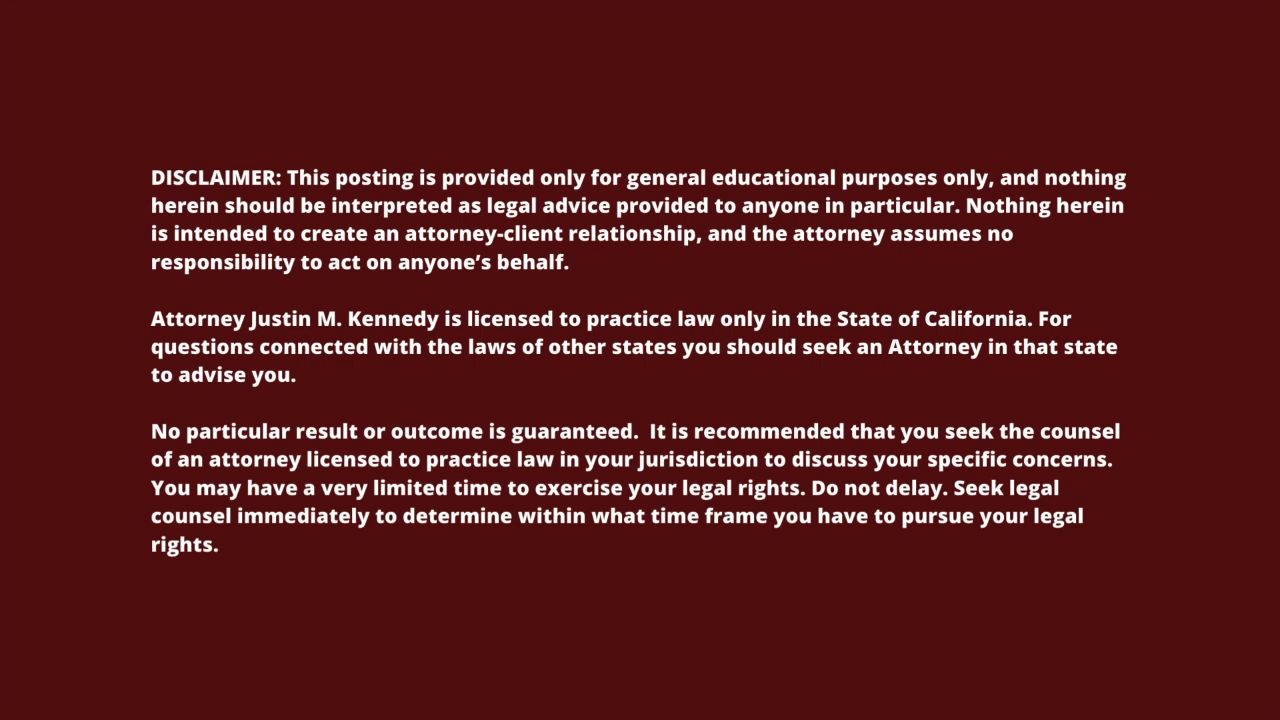 DISCLAIMER: This posting is provided only for general educational purposes only, and nothing
herein should be interpreted as legal advice provided to anyone in particular. Nothing herein
is intended to create an attorney-client relationship, and the attorney assumes no
responsibility to act on anyone’s behalf.
Attorney Justin M. Kennedy is licensed to practice law only in the State of California. For
questions connected with the laws of other states you should seek an Attorney in that state
to advise you.
No particular result or outcome is guaranteed.  It is recommended that you seek the counsel
of an attorney licensed to practice law in your jurisdiction to discuss your specific concerns.
You may have a very limited time to exercise your legal rights. Do not delay. Seek legal
counsel immediately to determine within what time frame you have to pursue your legal
rights.